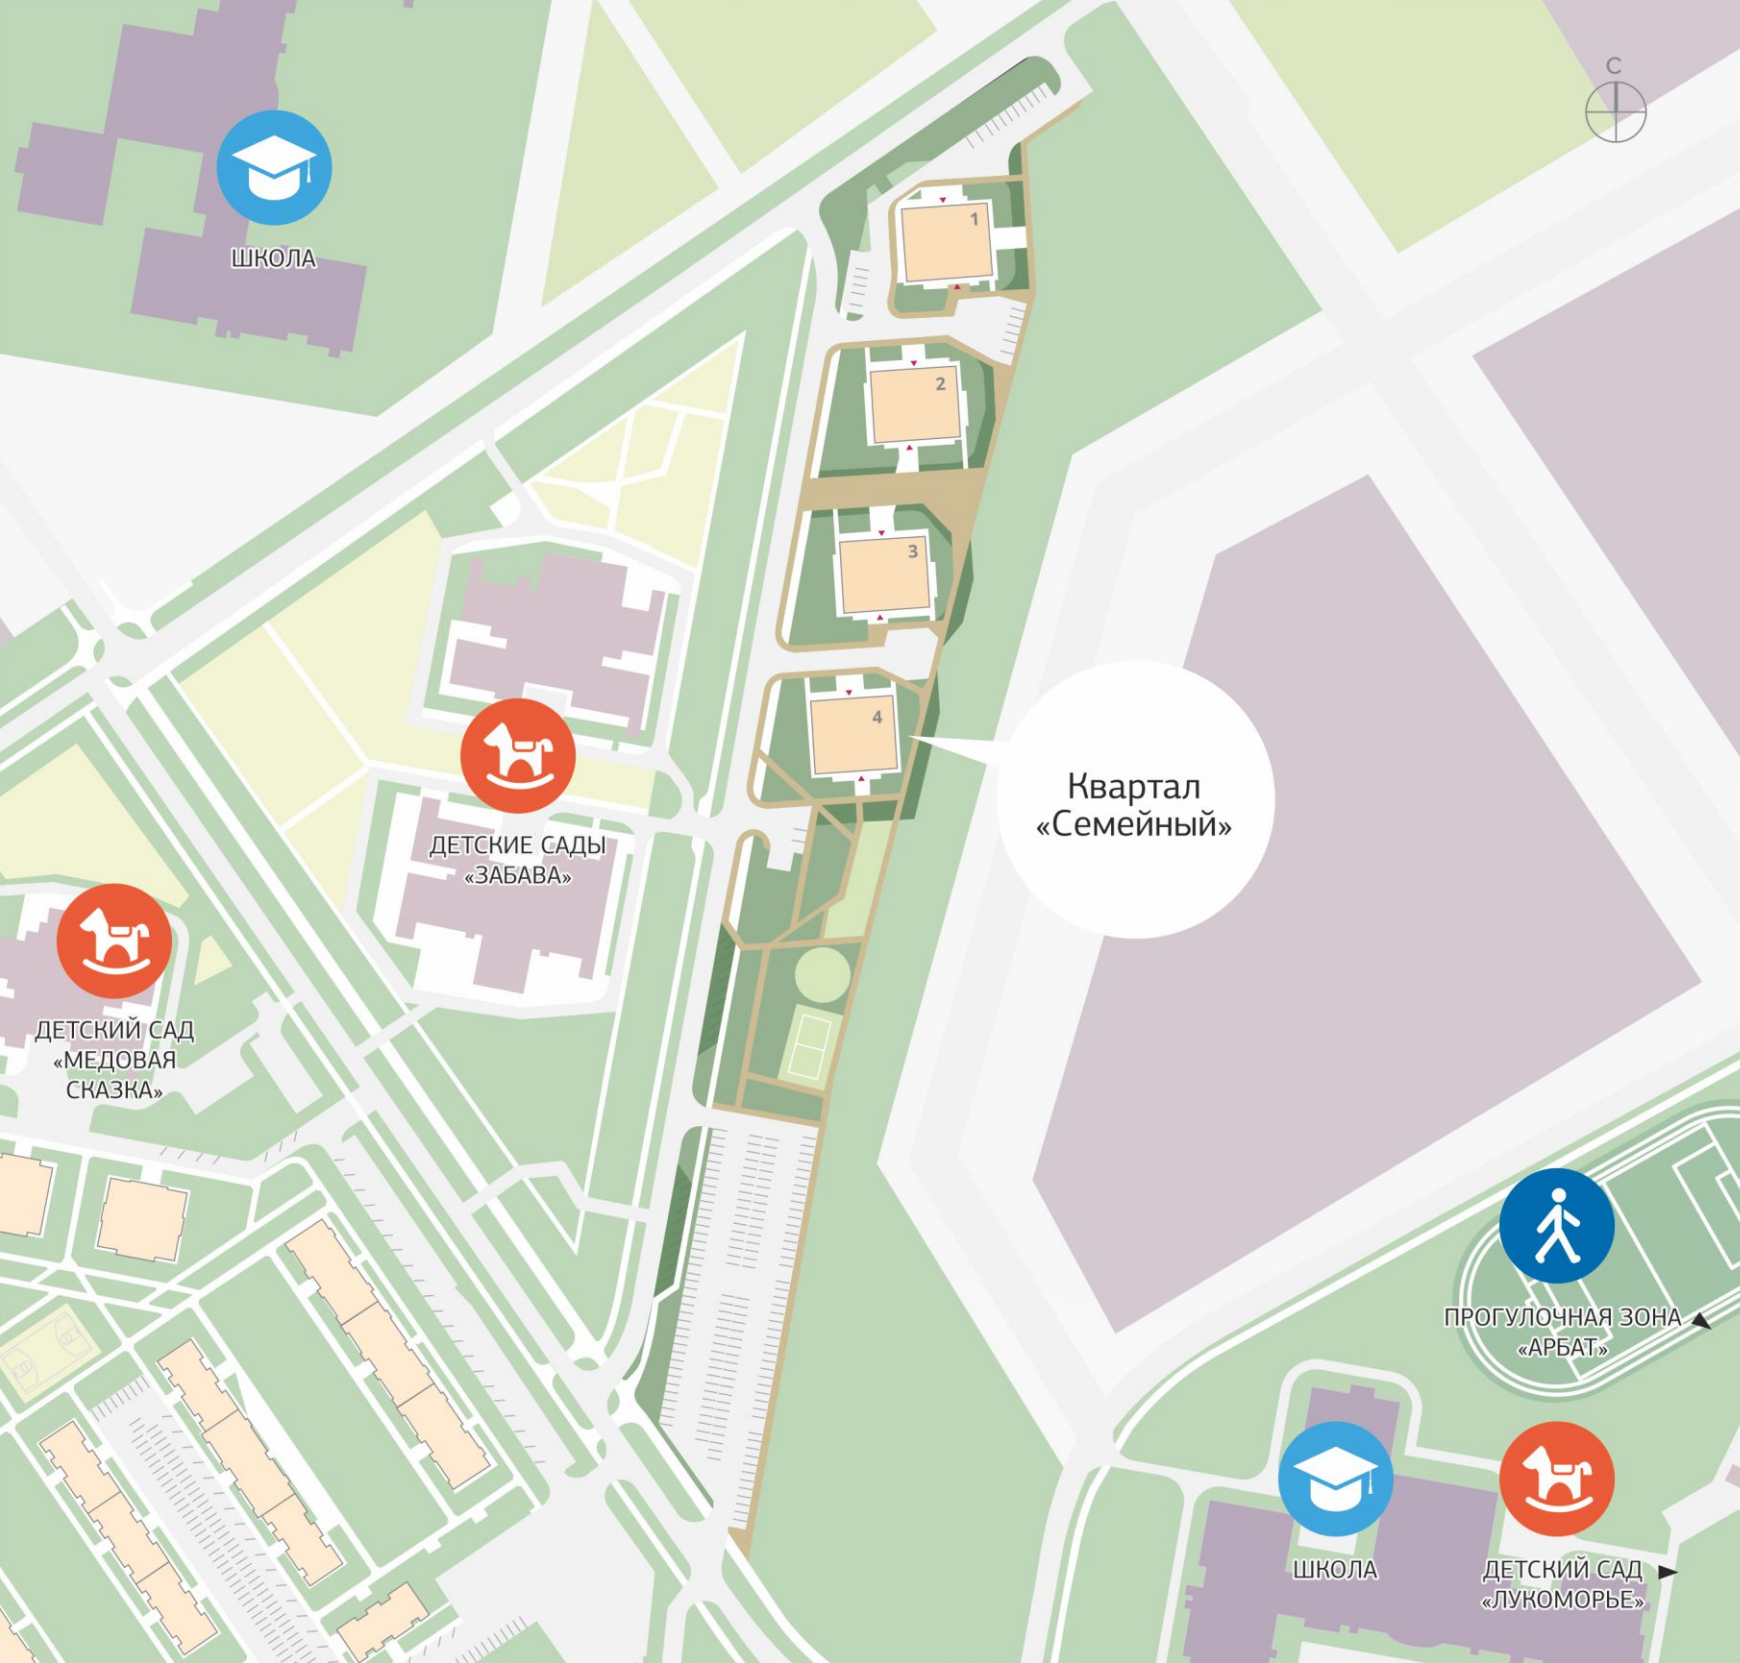 С
ШКОЛА
1
2
3
4
Квартал
«Семейный»
ДЕТСКИЕ САДЫ
«ЗАБАВА»
ДЕТСКИЙ САД
«МЕДОВАЯ
СКАЗКА»
ПРОГУЛОЧНАЯ ЗОНА
«АРБАТ»
ШКОЛА
ДЕТСКИЙ САД
«ЛУКОМОРЬЕ»